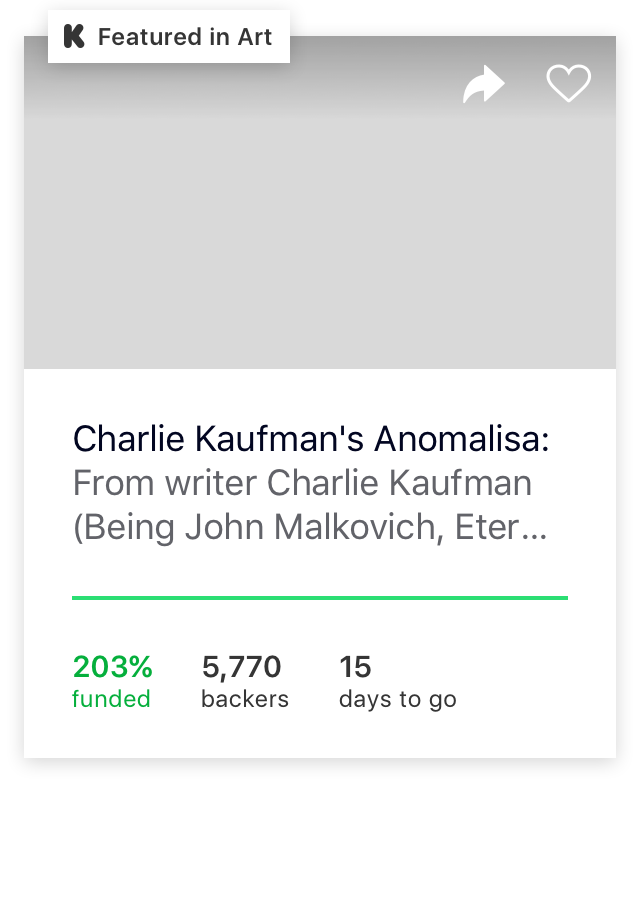 Featured in Art
Charlie Kaufman's Anomalisa:
From writer Charlie Kaufman
(Being John Malkovich, Eter...
203% 5,770 15
funded backers days to go